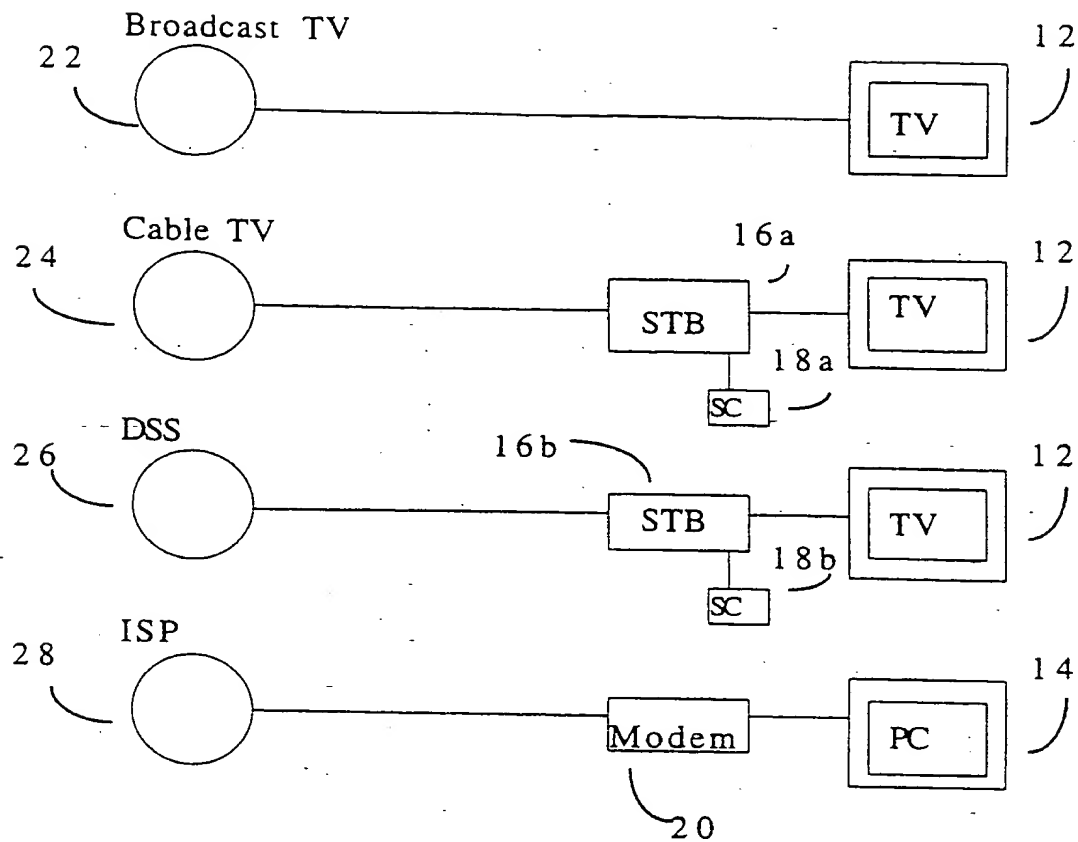 Broadcast TV
22
12
TV
Cable TV
24
16a
12
STB
TV
18a
SC
DSS
26
16b
12
STB
TV
18b
SC
ISP
28
14
Modem
PC
20